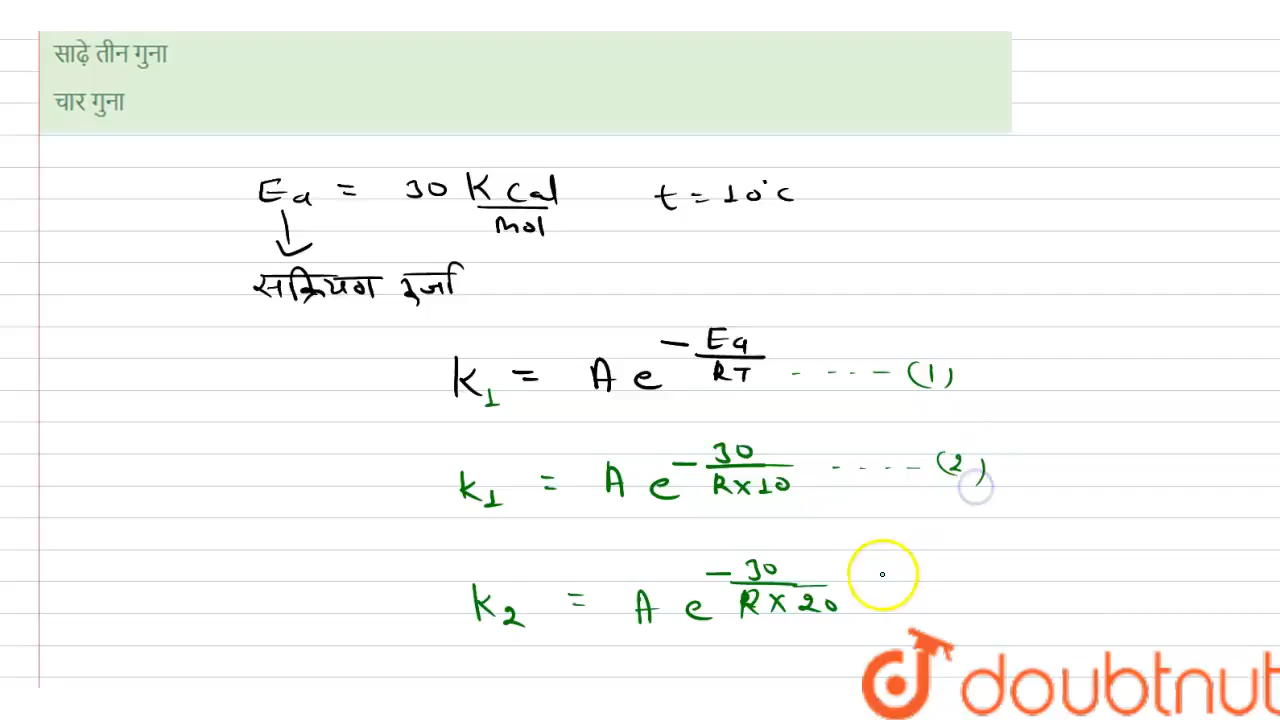 साढ़े तीन गुना
चार गुना
Ea = 30 K Cal/mol t = 10°C
सक्रियण ऊर्जा
K1 = A e^-Ea/RT ---- (1)
K1 = A e^-30/R×10 ---- (2)
K2 = A e^-30/R×20
doubtnut